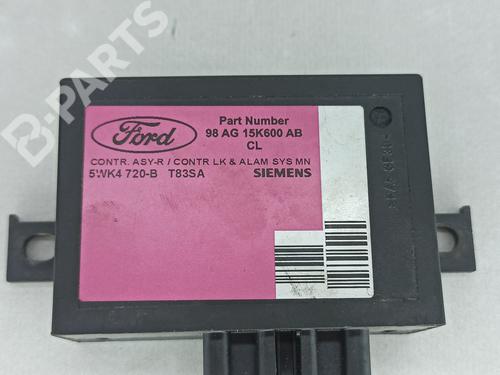 B-PARTS
Ford
Part Number
98 AG 15K600 AB
CL
CONTR. ASY-R / CONTR LK & ALAM SYS MN
5WK4 720-B T83SA SIEMENS